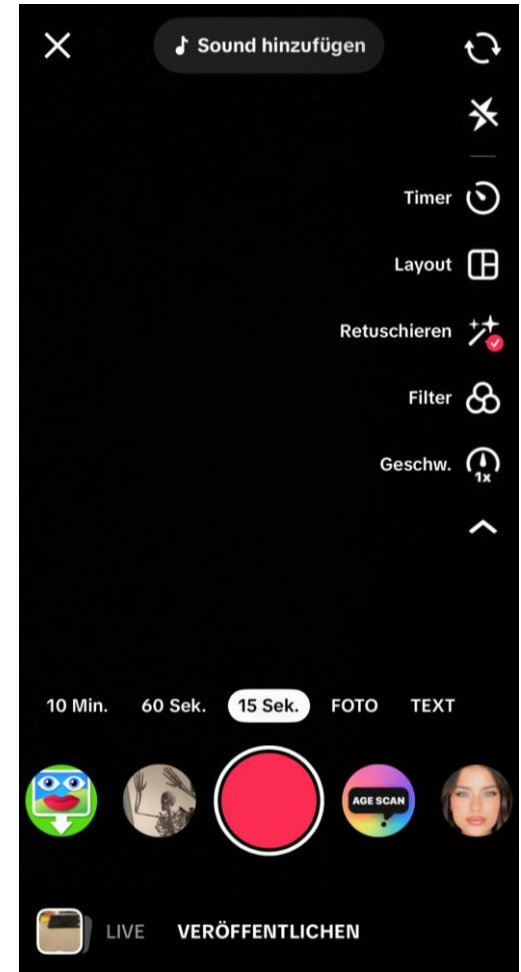 Sound hinzufügen
Timer
Layout
Retuschieren
Filter
Geschw.
1x
10 Min. 60 Sek. 15 Sek. FOTO TEXT
AGE SCAN
LIVE VERÖFFENTLICHEN